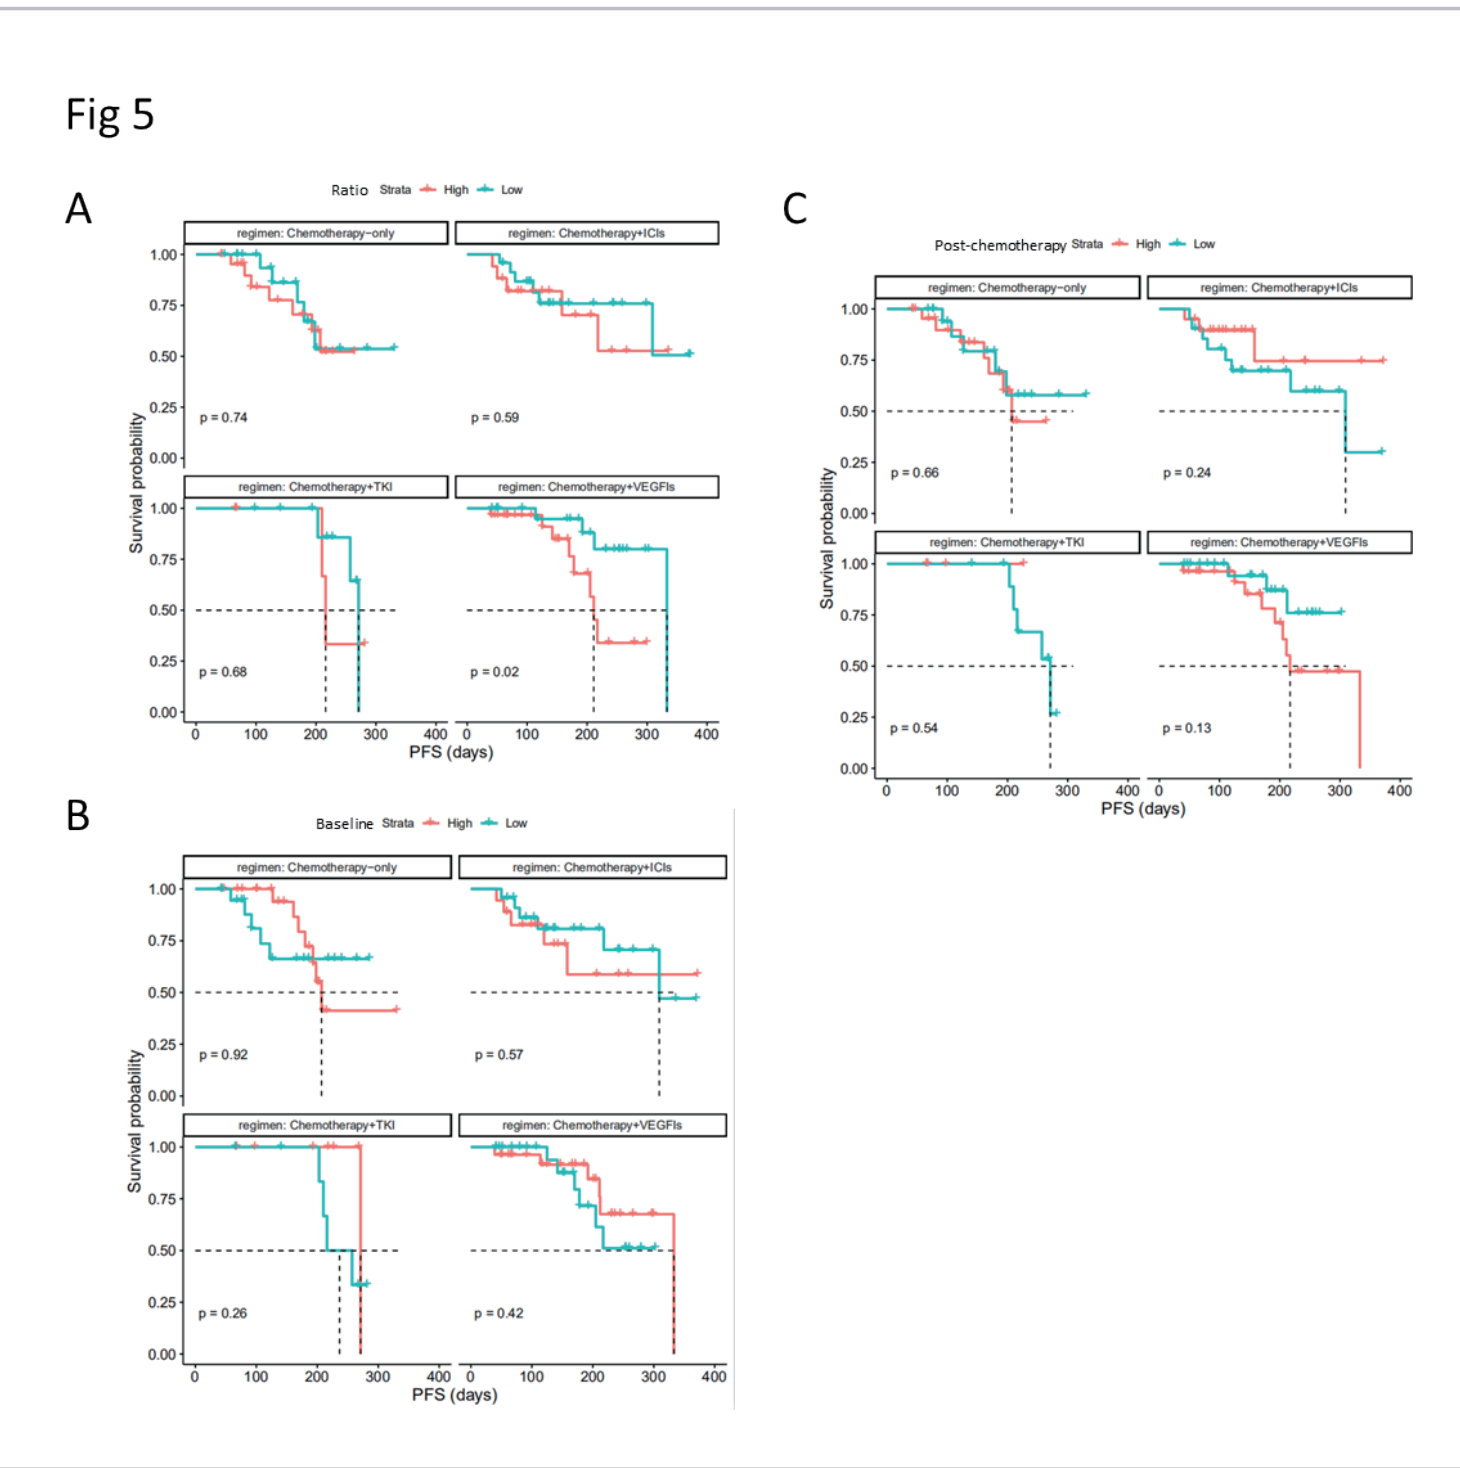 Fig 5
A
Ratio Strata High Low
regimen: Chemotherapy−only
regimen: Chemotherapy+ICIs
1.00
0.75
0.50
0.25
0.00
p = 0.74
p = 0.59
Survival probability
regimen: Chemotherapy+TKI
regimen: Chemotherapy+VEGFIs
1.00
0.75
0.50
0.25
0.00
p = 0.68
p = 0.02
0 100 200 300 400 0 100 200 300 400
PFS (days)
B
Baseline Strata High Low
regimen: Chemotherapy−only
regimen: Chemotherapy+ICIs
1.00
0.75
0.50
0.25
0.00
p = 0.92
p = 0.57
Survival probability
regimen: Chemotherapy+TKI
regimen: Chemotherapy+VEGFIs
1.00
0.75
0.50
0.25
0.00
p = 0.26
p = 0.42
0 100 200 300 400 0 100 200 300 400
PFS (days)
C
Post-chemotherapy Strata High Low
regimen: Chemotherapy−only
regimen: Chemotherapy+ICIs
1.00
0.75
0.50
0.25
0.00
p = 0.66
p = 0.24
Survival probability
regimen: Chemotherapy+TKI
regimen: Chemotherapy+VEGFIs
1.00
0.75
0.50
0.25
0.00
p = 0.54
p = 0.13
0 100 200 300 400 0 100 200 300 400
PFS (days)